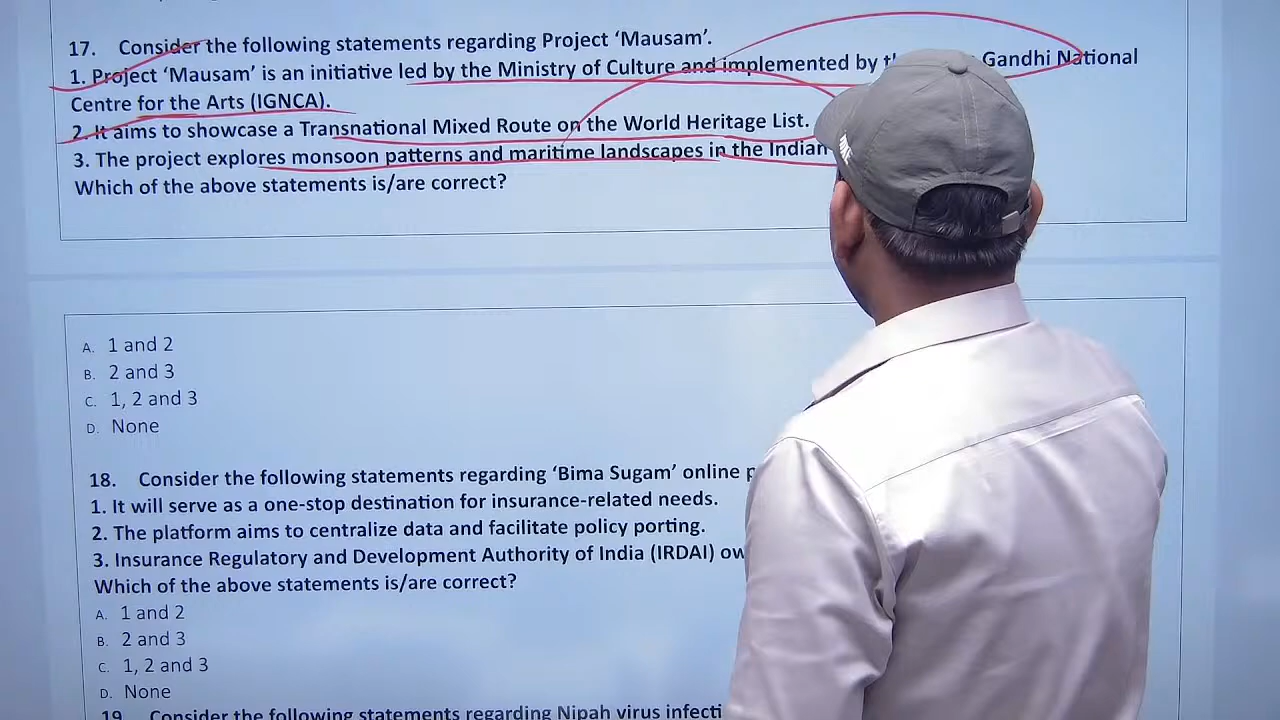 17. Consider the following statements regarding Project ‘Mausam’.
1. Project ‘Mausam’ is an initiative led by the Ministry of Culture and implemented by Gandhi National
Centre for the Arts (IGNCA).
2. It aims to showcase a Transnational Mixed Route on the World Heritage List.
3. The project explores monsoon patterns and maritime landscapes in the Indian
Which of the above statements is/are correct?
A. 1 and 2
B. 2 and 3
C. 1, 2 and 3
D. None
18. Consider the following statements regarding ‘Bima Sugam’ online
1. It will serve as a one-stop destination for insurance-related needs.
2. The platform aims to centralize data and facilitate policy porting.
3. Insurance Regulatory and Development Authority of India (IRDAI)
Which of the above statements is/are correct?
A. 1 and 2
B. 2 and 3
C. 1, 2 and 3
D. None
19. Consider the following statements regarding Nipah virus